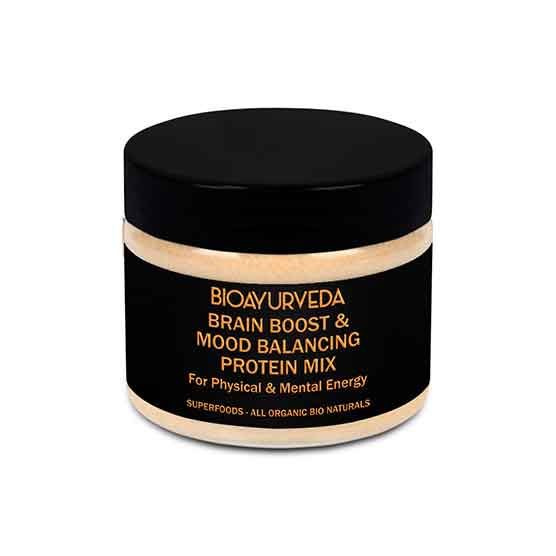 BIOAYURVEDA
BRAIN BOOST &
MOOD BALANCING
PROTEIN MIX
For Physical & Mental Energy
SUPERFOODS - ALL ORGANIC BIO NATURALS